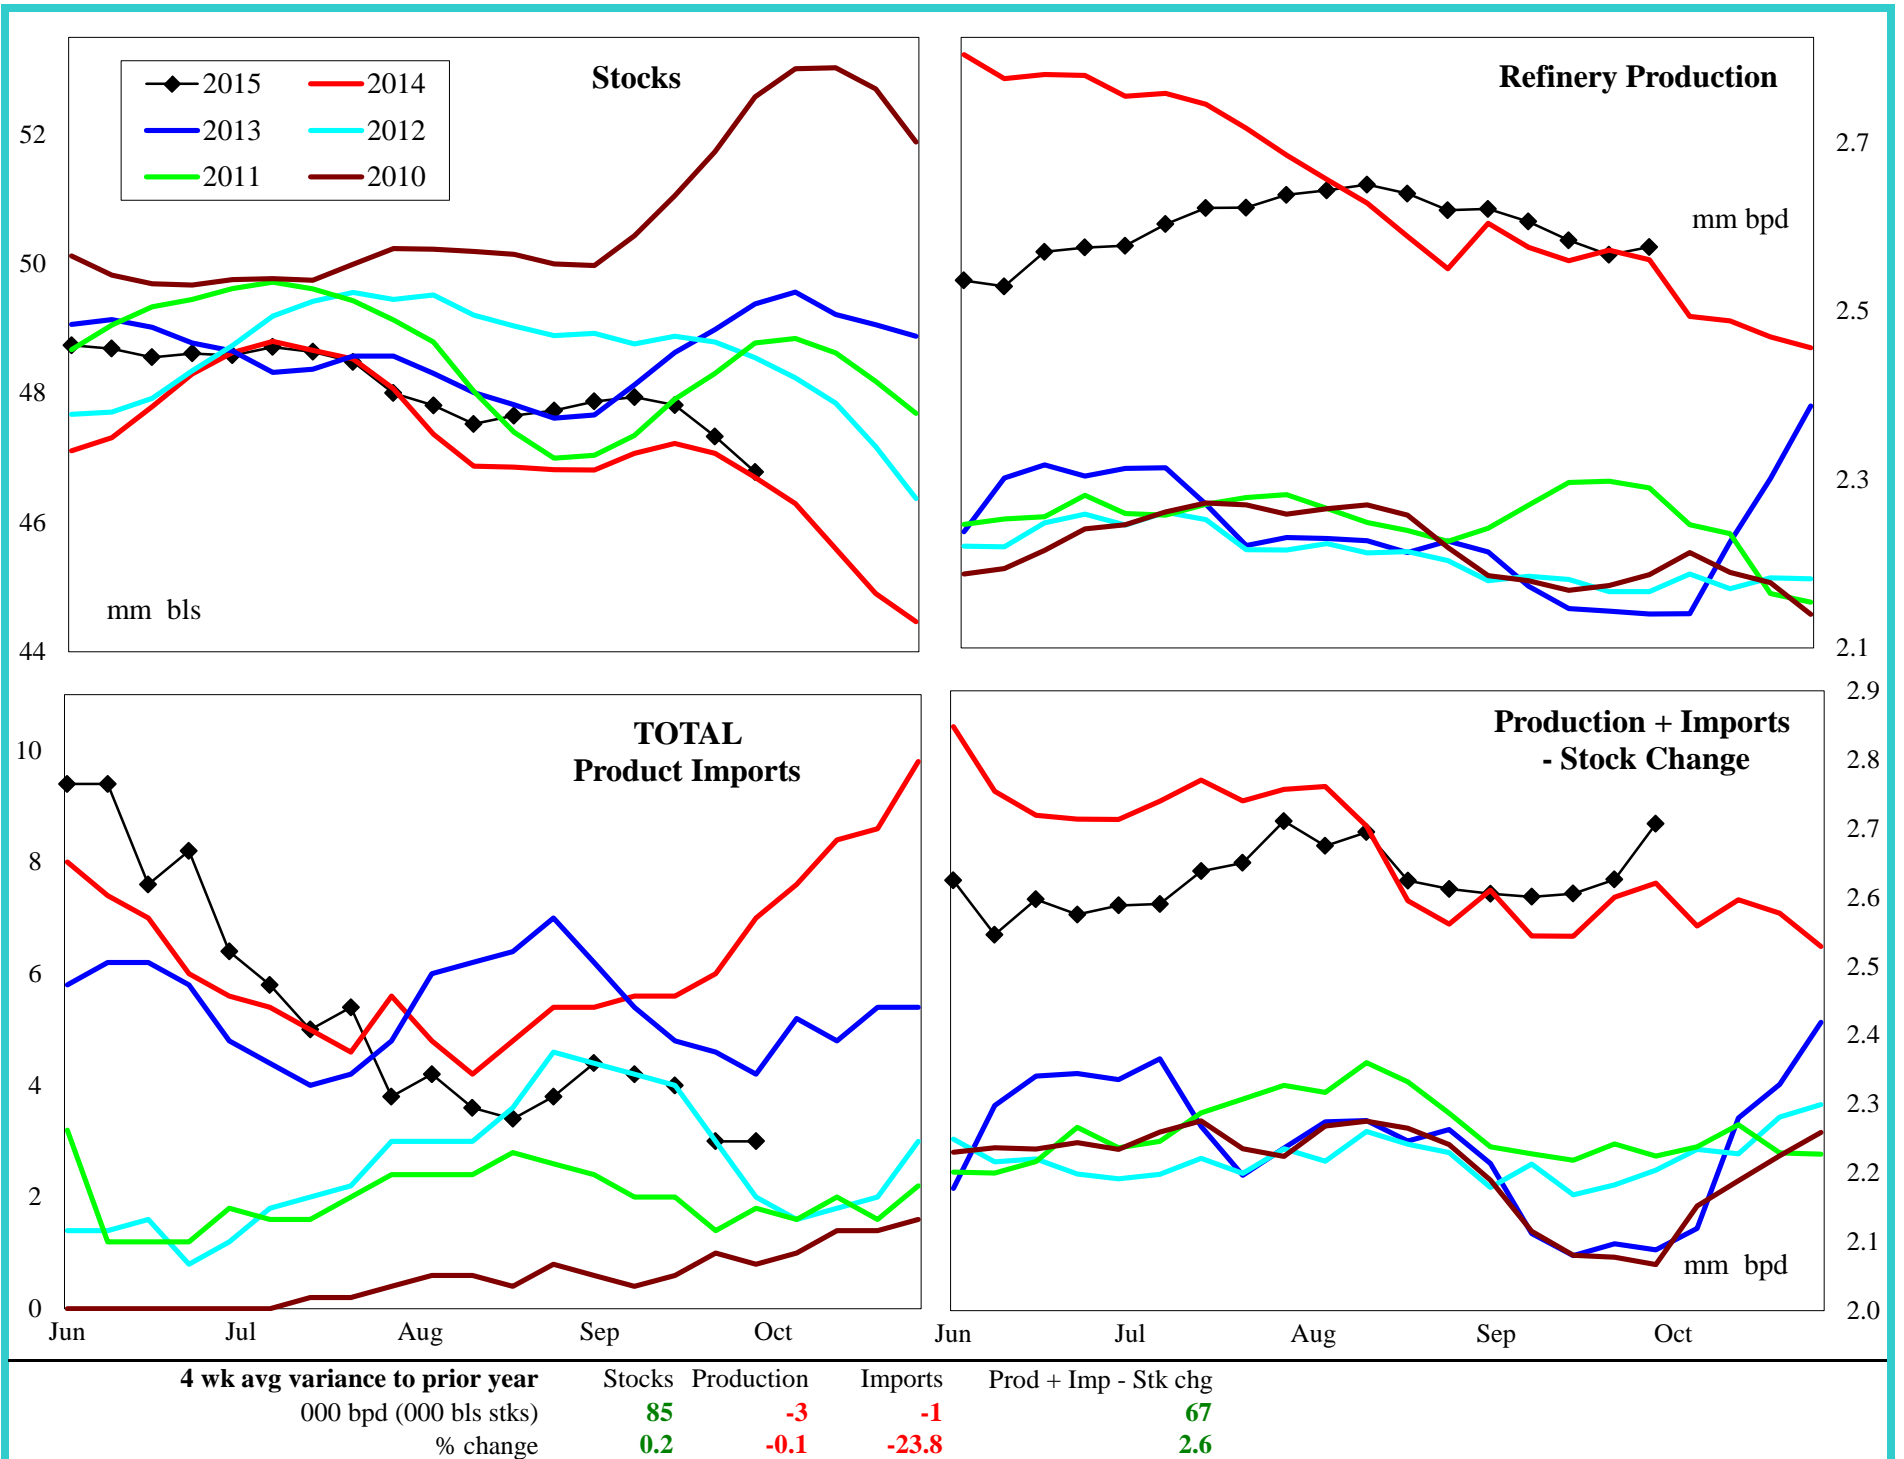 Stocks
2015 2014
2013 2012
2011 2010
52
50
48
46
44
mm bls
Refinery Production
mm bpd
2.7
2.5
2.3
2.1
TOTAL
Product Imports
10
8
6
4
2
0
Jun Jul Aug Sep Oct
Production + Imports
- Stock Change
2.9
2.8
2.7
2.6
2.5
2.4
2.3
2.2
2.1
2.0
mm bpd
Jun Jul Aug Sep Oct
4 wk avg variance to prior year Stocks Production Imports Prod + Imp - Stk chg
000 bpd (000 bls stks) 85 -3 -1 67
% change 0.2 -0.1 -23.8 2.6